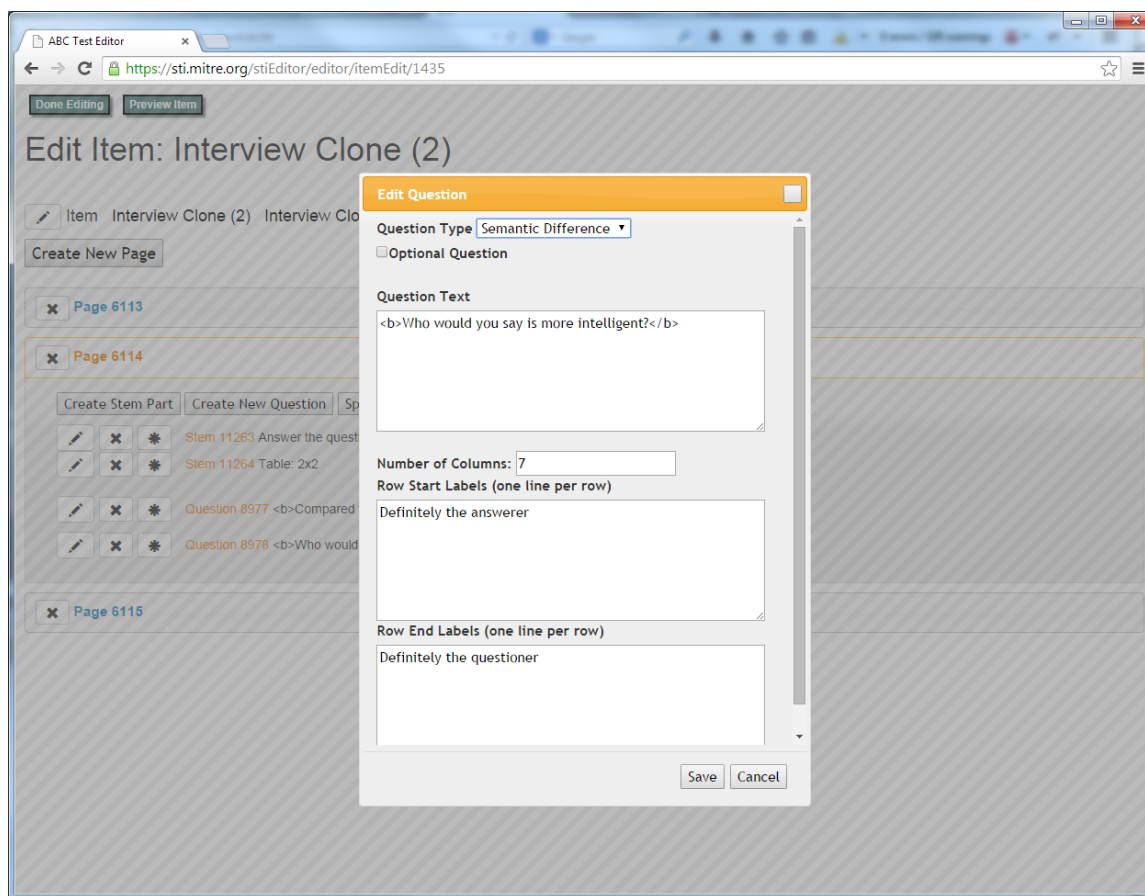 ABC Test Editor
https://sti.mitre.org/stiEditor/editor/itemEdit/1435
Done Editing Preview Item
Edit Item: Interview Clone (2)
Item Interview Clone (2) Interview Clo
Create New Page
Page 6113
Page 6114
Create Stem Part Create New Question Sp
Stem 11263 Answer the quest
Stem 11264 Table: 2x2
Question 8977 <b>Compared
Question 8978 <b>Who would
Page 6115
Edit Question
Question Type Semantic Difference
Optional Question
Question Text
<b>Who would you say is more intelligent?</b>
Number of Columns: 7
Row Start Labels (one line per row)
Definitely the answerer
Row End Labels (one line per row)
Definitely the questioner
Save Cancel